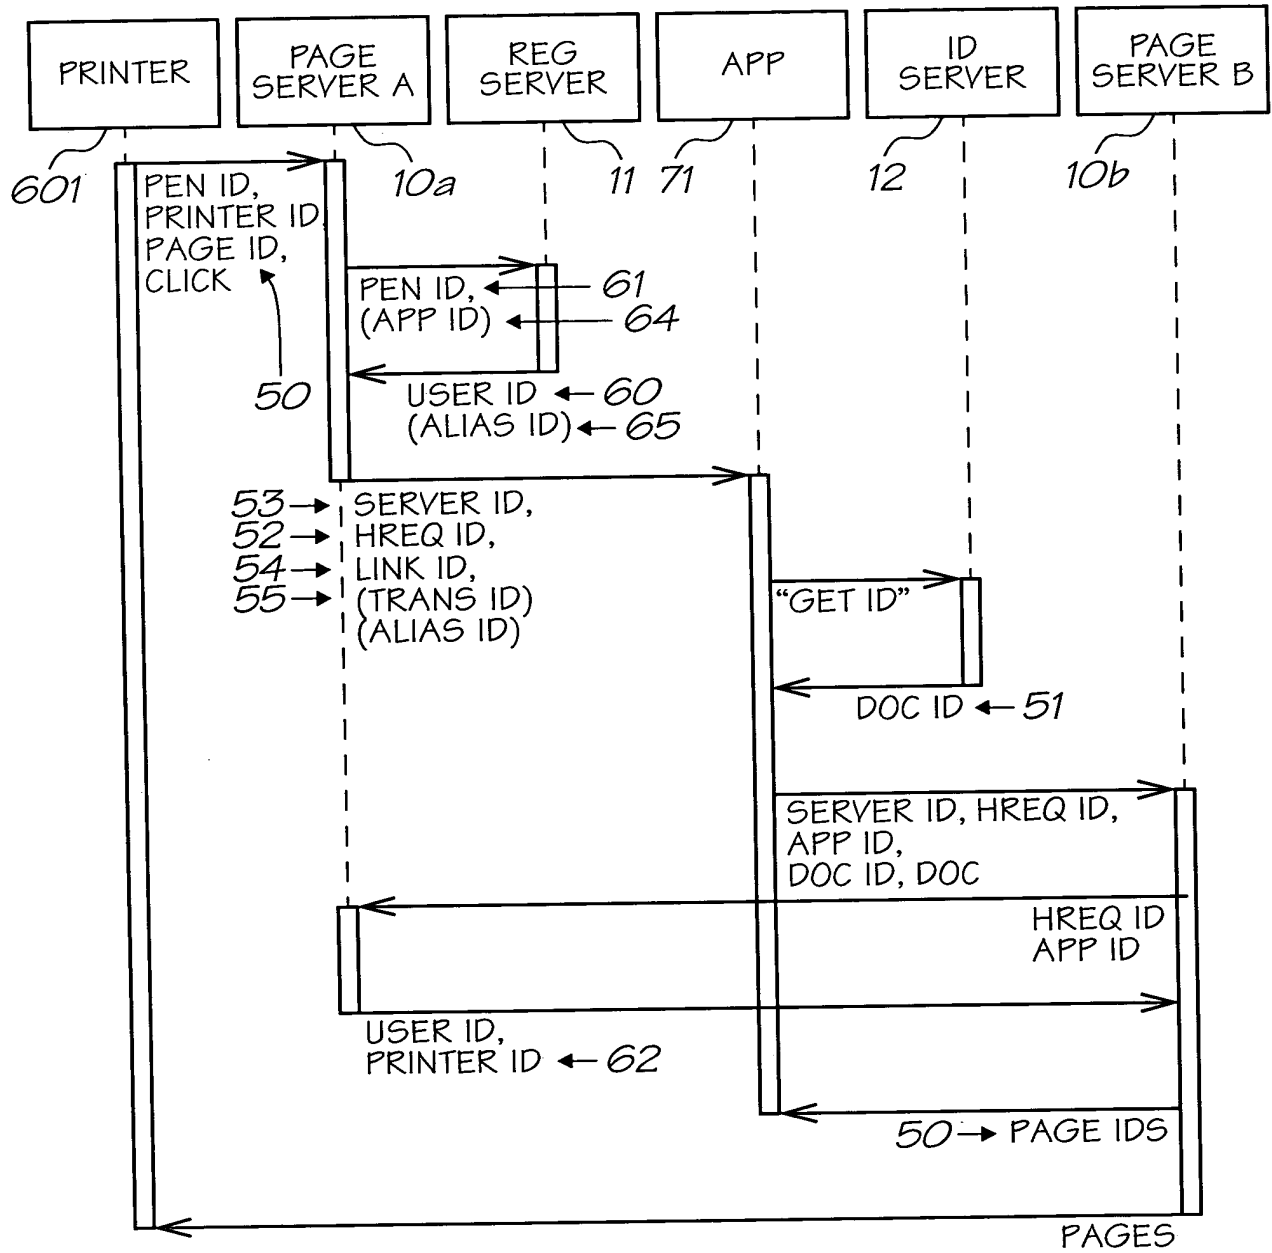 PRINTER
PAGE
SERVER A
REG
SERVER
APP
ID
SERVER
PAGE
SERVER B
601
10a
11
71
12
10b
PEN ID,
PRINTER ID
PAGE ID,
CLICK
50
PEN ID, 61
(APP ID) 64
USER ID 60
(ALIAS ID) 65
53 SERVER ID,
52 HREQ ID,
54 LINK ID,
55 (TRANS ID)
(ALIAS ID)
“GET ID”
DOC ID 51
SERVER ID, HREQ ID,
APP ID,
DOC ID, DOC
HREQ ID
APP ID
USER ID,
PRINTER ID 62
50 PAGE IDS
PAGES